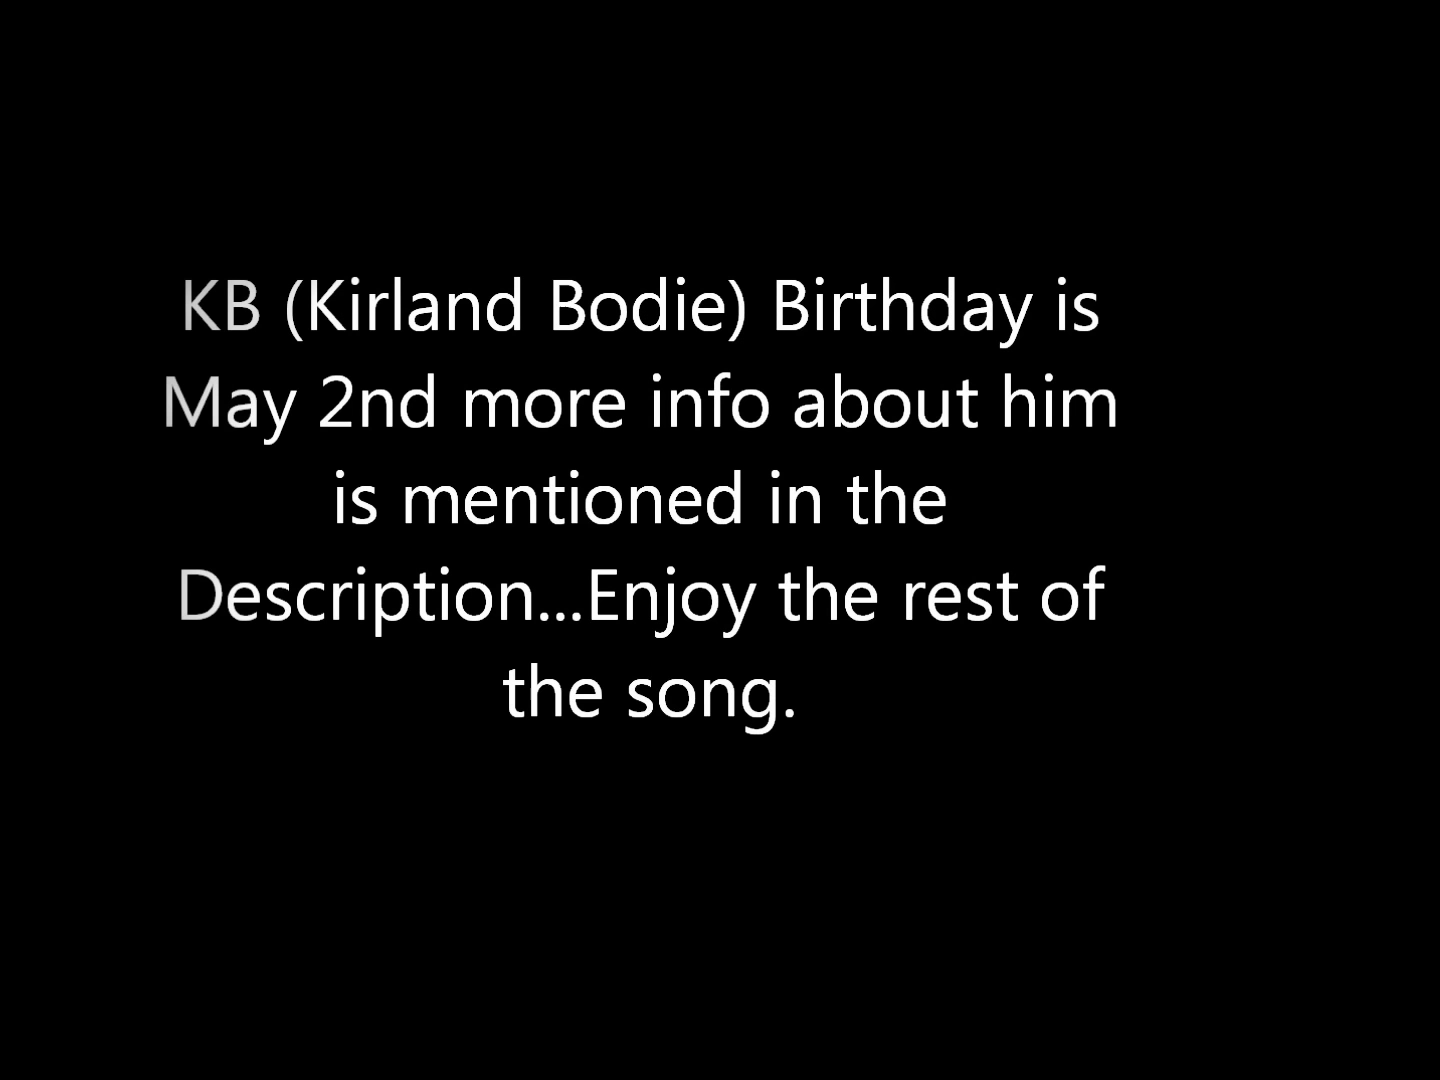 KB (Kirland Bodie) Birthday is
May 2nd more info about him
is mentioned in the
Description...Enjoy the rest of
the song.